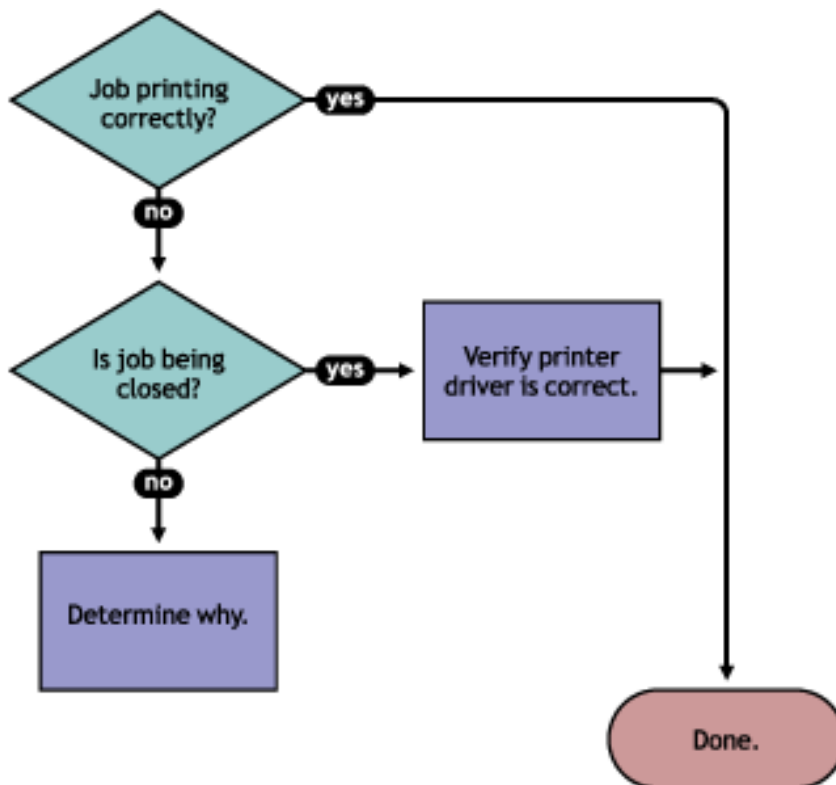 Job printing
correctly?
yes
no
Is job being
closed?
yes
Verify printer
driver is correct.
no
Determine why.
Done.